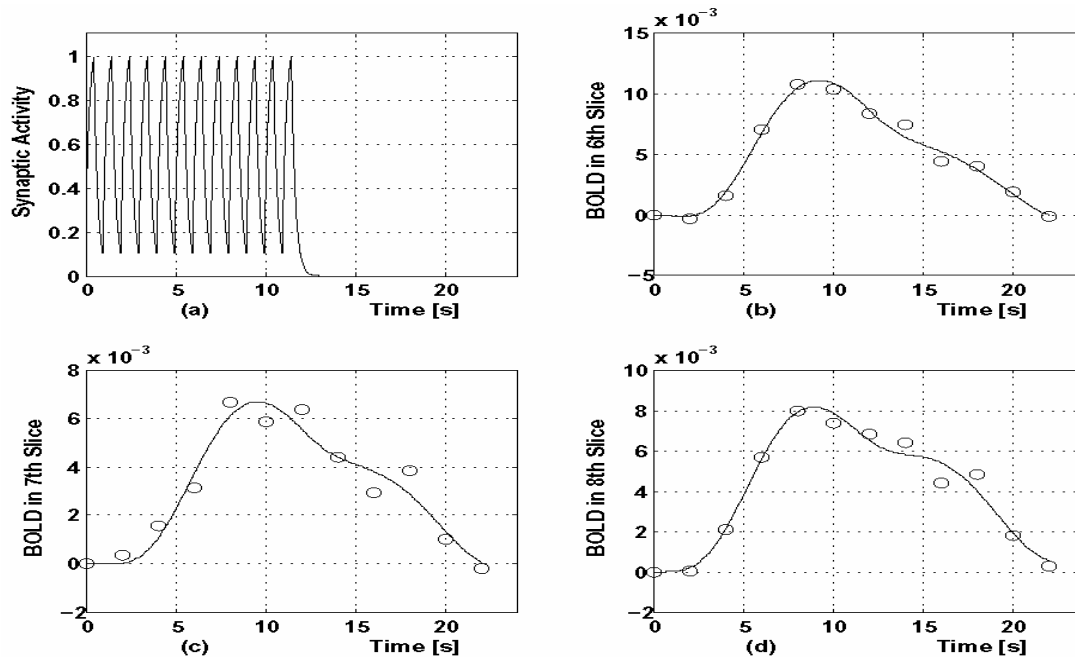 Synaptic Activity
1
0.8
0.6
0.4
0.2
0
0 5 10 15 20
(a) Time [s]
x 10−3
BOLD in 6th Slice
15
10
5
0
−5
0 5 10 15 20
(b) Time [s]
x 10−3
BOLD in 7th Slice
8
6
4
2
0
−2
0 5 10 15 20
(c) Time [s]
x 10−3
BOLD in 8th Slice
10
8
6
4
2
0
−2
0 5 10 15 20
(d) Time [s]